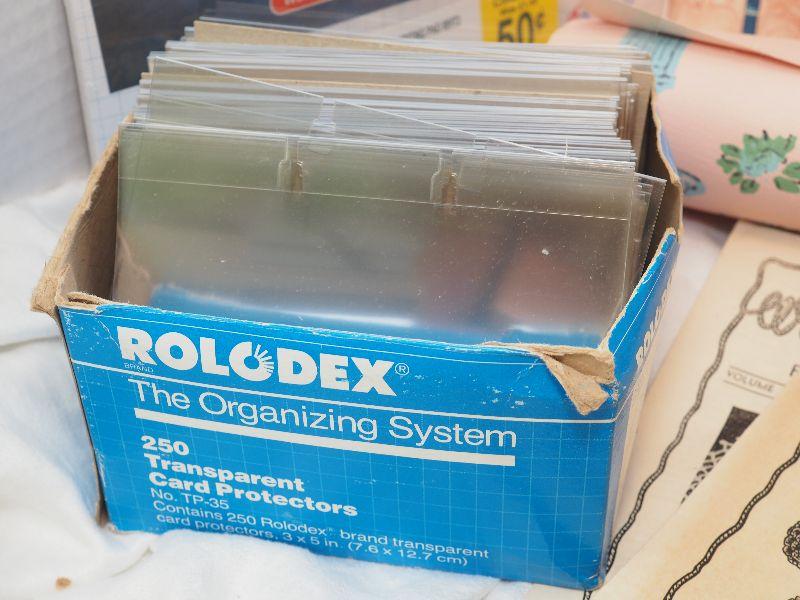 50¢
ROLODEX®
BRAND
The Organizing System
250
Transparent
Card Protectors
No. TP-35
Contains 250 Rolodex® brand transparent
card protectors, 3 x 5 in. (7.6 x 12.7 cm)
VOLUME